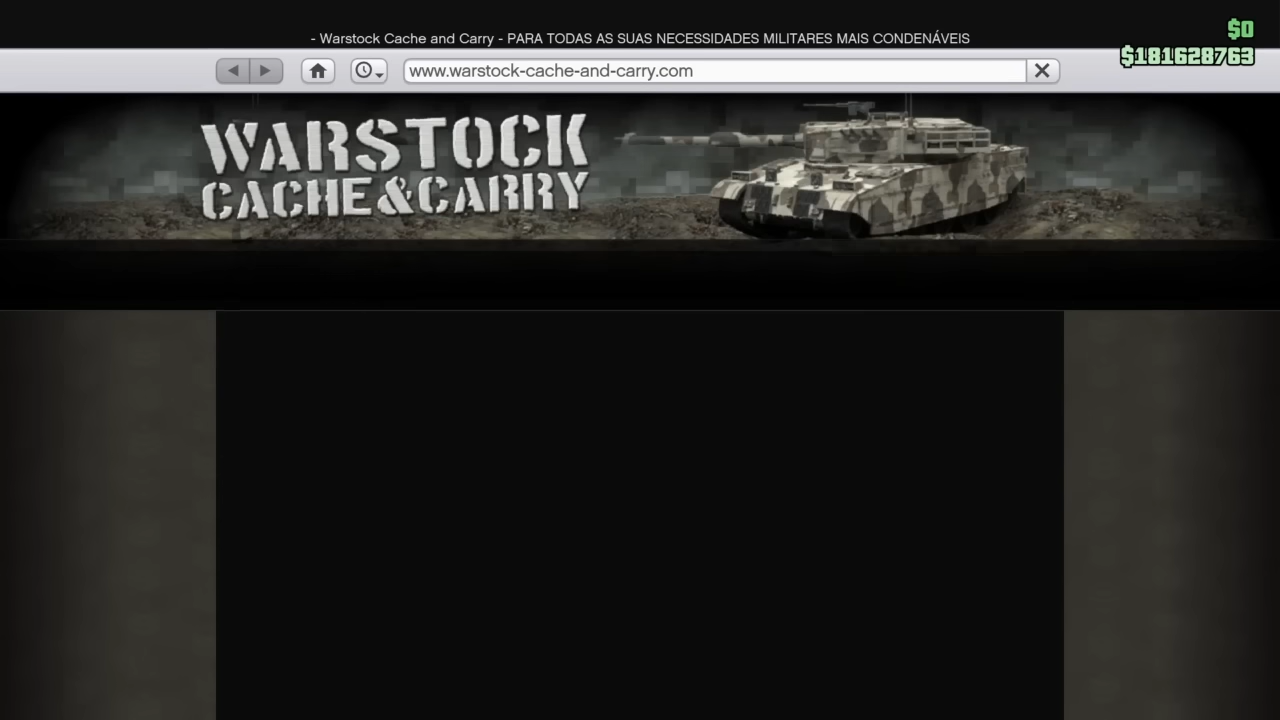 - Warstock Cache and Carry - PARA TODAS AS SUAS NECESSIDADES MILITARES MAIS CONDENÁVEIS
$0
$181628763
www.warstock-cache-and-carry.com
WARSTOCK
CACHE&CARRY